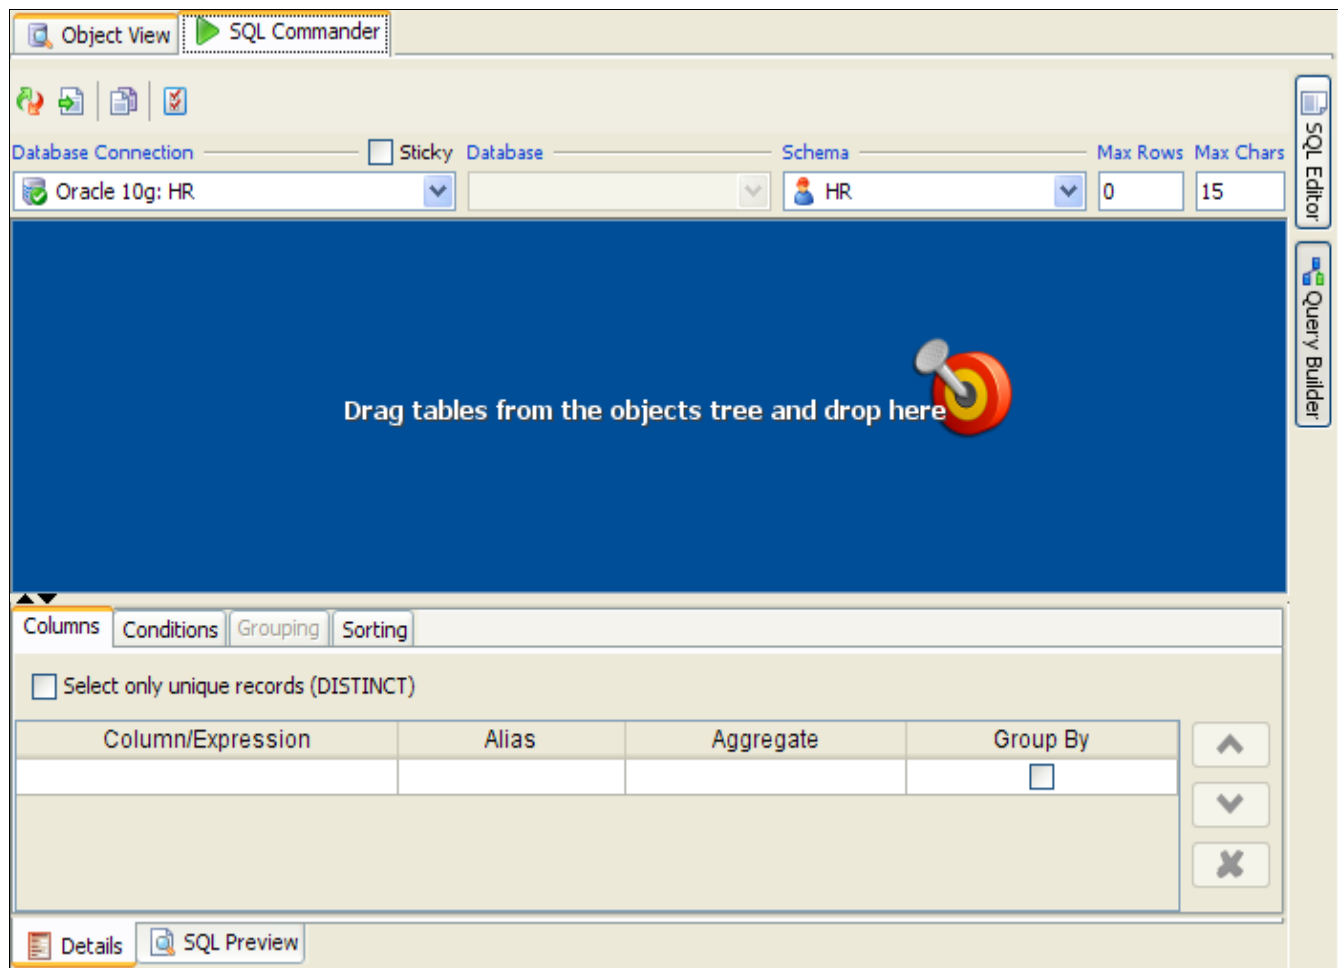 Object View
SQL Commander
Database Connection
Sticky
Database
Schema
Max Rows
Max Chars
Oracle 10g: HR
HR
0
15
SQL Editor
Query Builder
Drag tables from the objects tree and drop here
Columns
Conditions
Grouping
Sorting
Select only unique records (DISTINCT)
Column/Expression
Alias
Aggregate
Group By
Details
SQL Preview